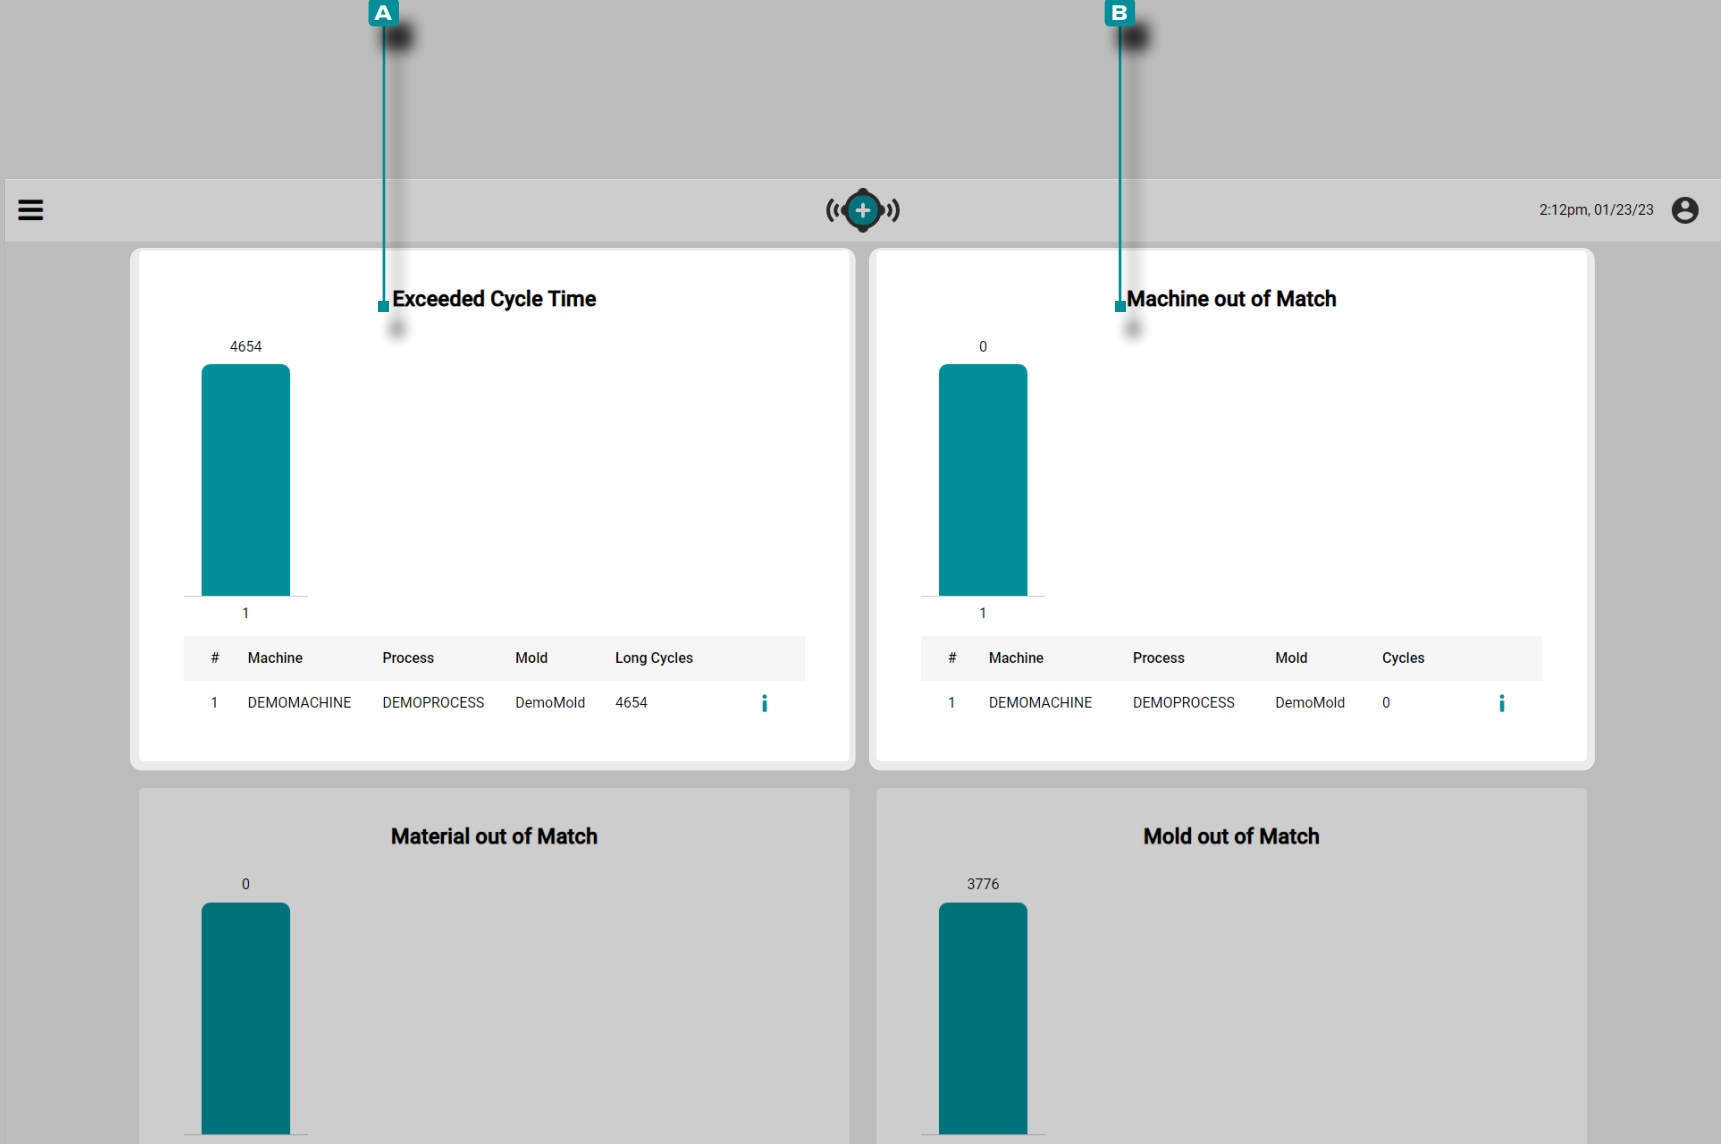 A
B
2:12pm, 01/23/23
Exceeded Cycle Time
4654
1
# Machine Process Mold Long Cycles
1 DEMOMACHINE DEMOPROCESS DemoMold 4654 i
Machine out of Match
0
1
# Machine Process Mold Cycles
1 DEMOMACHINE DEMOPROCESS DemoMold 0 i
Material out of Match
0
Mold out of Match
3776